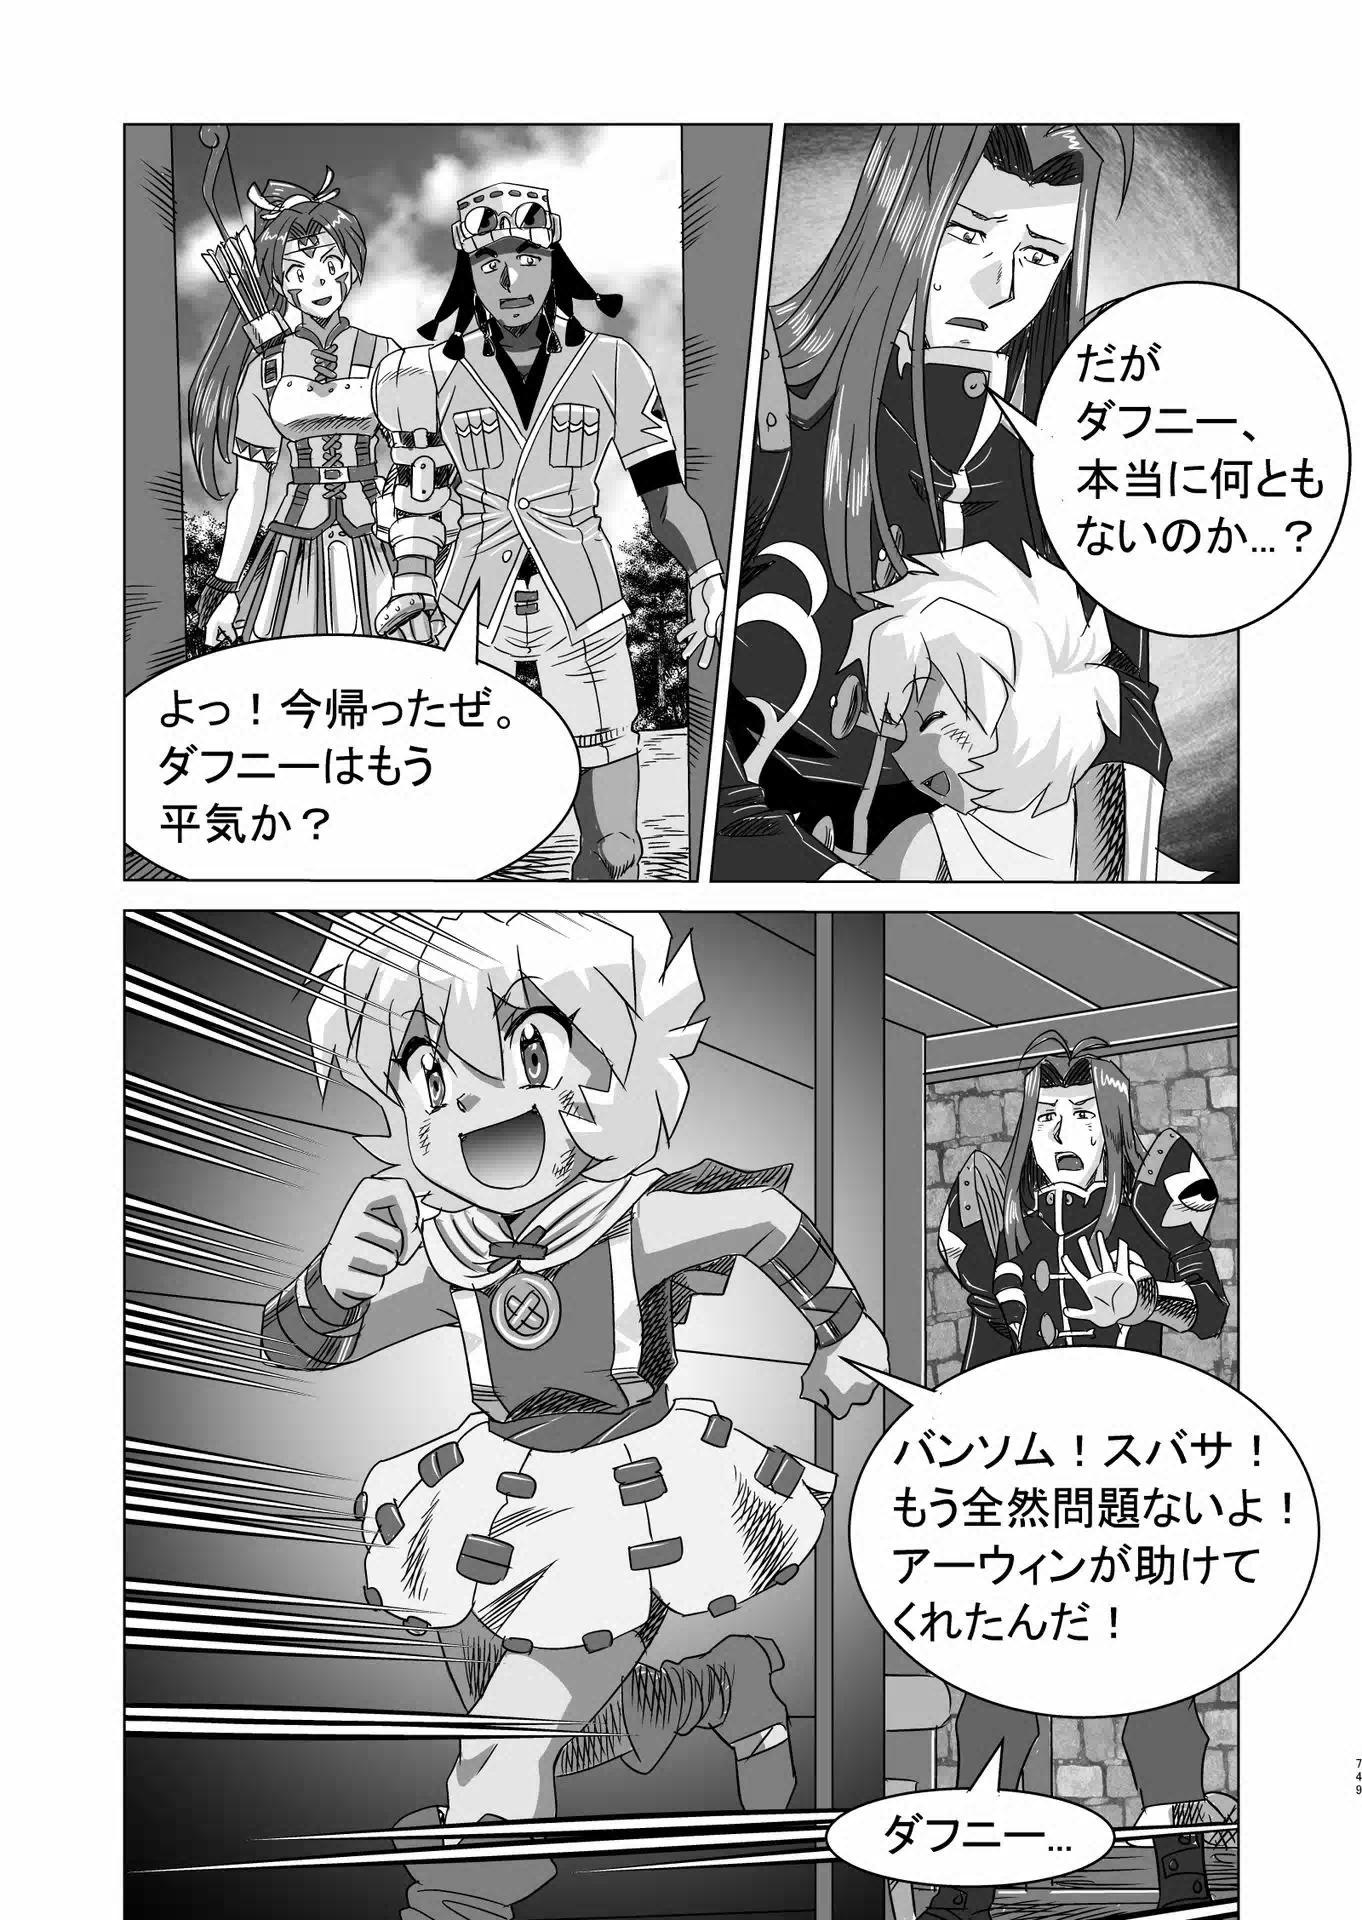 だが
ダフニー、
本当に何とも
ないのか…？
よっ！今帰ったぜ。
ダフニーはもう
平気か？
バンソム！スバサ！
もう全然問題ないよ！
アーウィンが助けて
くれたんだ！
ダフニー…
749